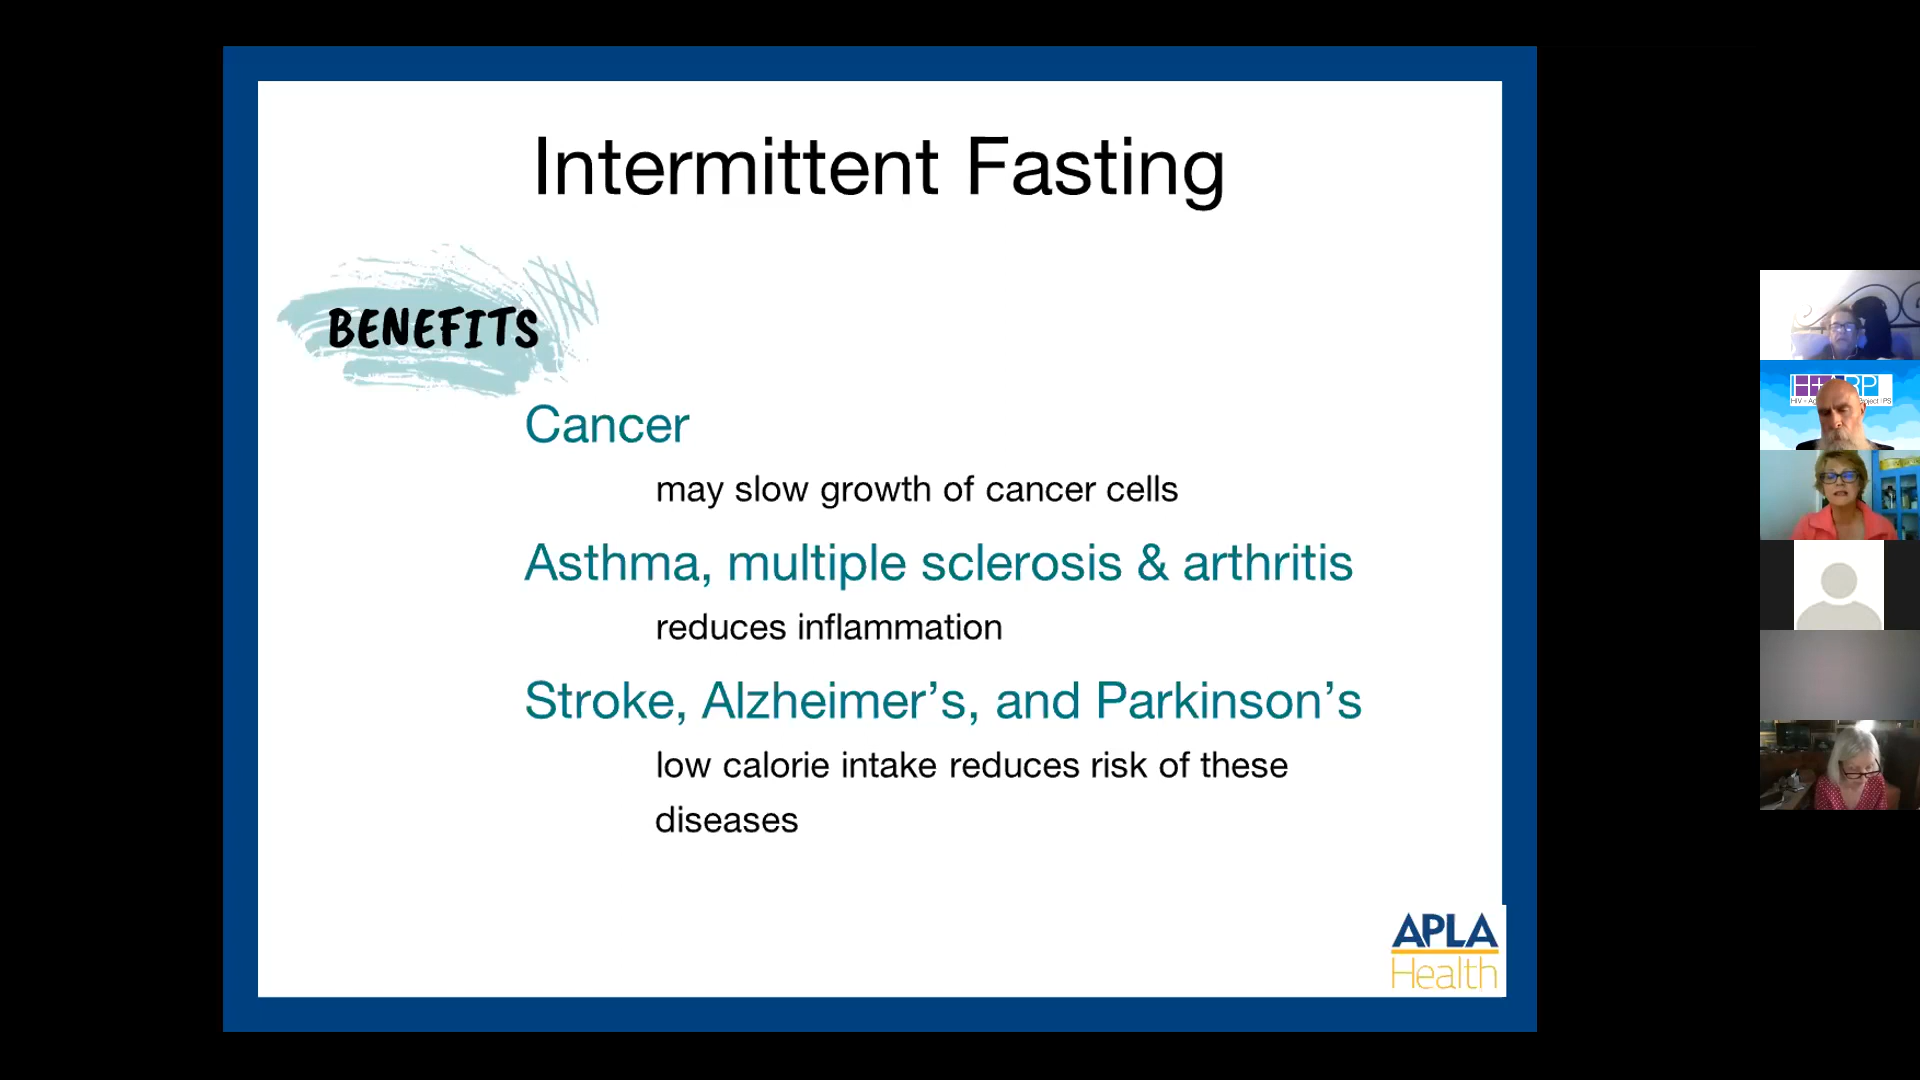 Intermittent Fasting
BENEFITS
Cancer
may slow growth of cancer cells
Asthma, multiple sclerosis & arthritis
reduces inflammation
Stroke, Alzheimer’s, and Parkinson’s
low calorie intake reduces risk of these
diseases
APLA
Health